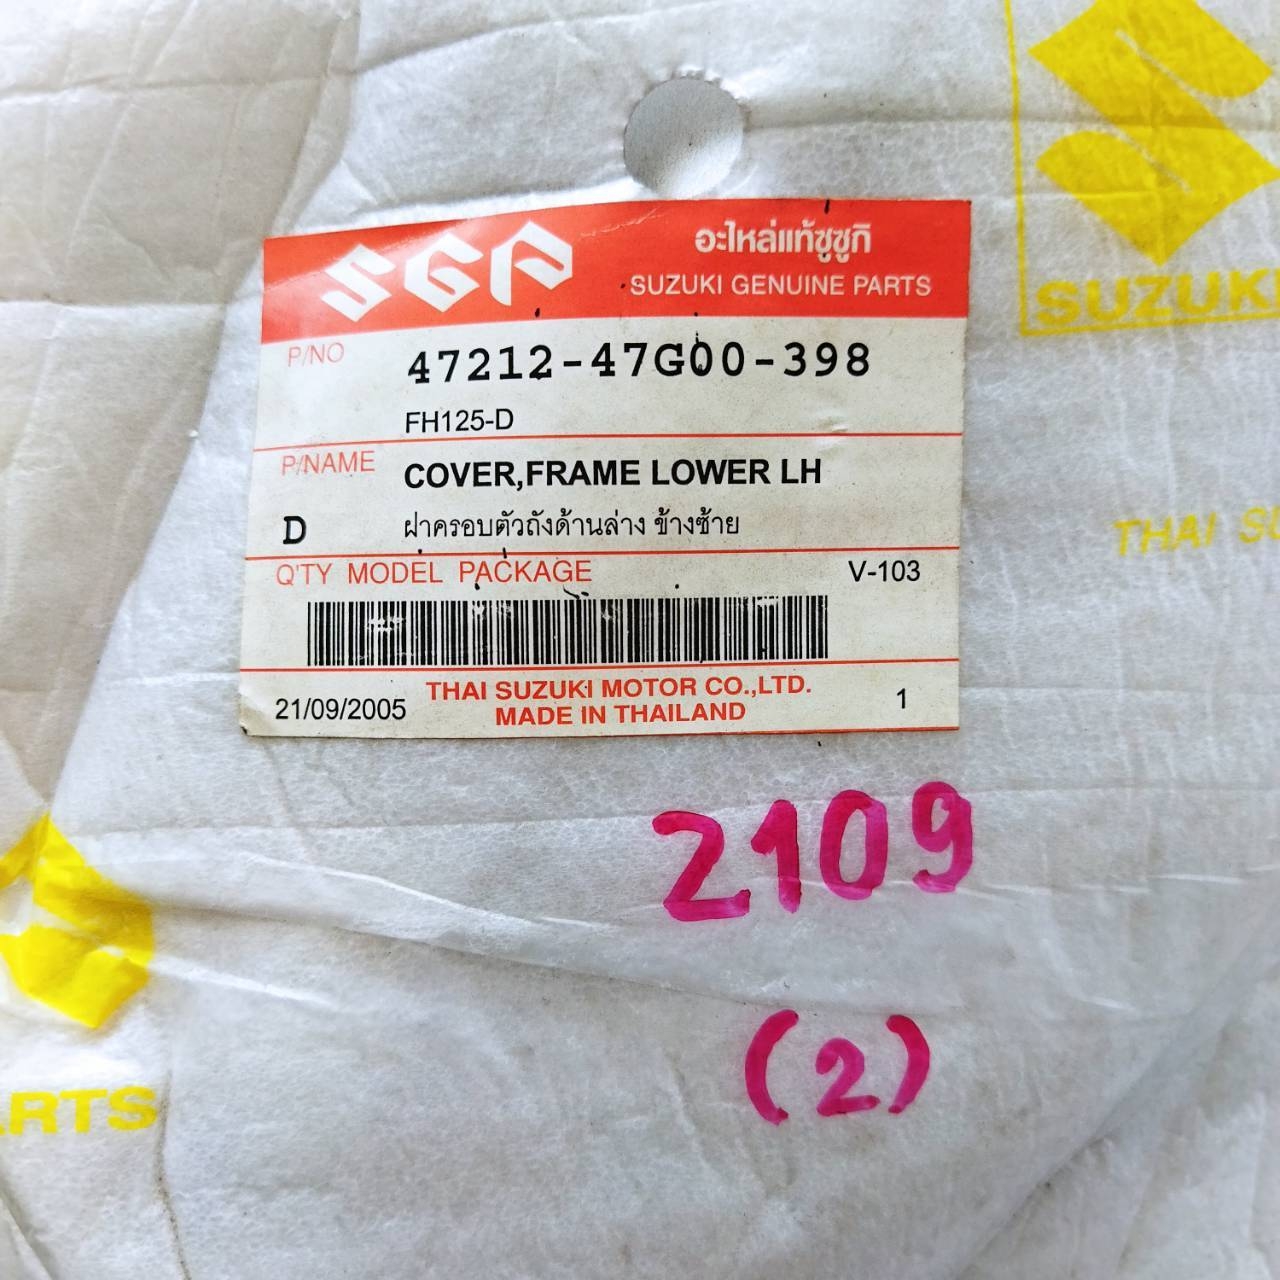 SUZUKI
SGP
อะไหล่แท้ซูซูกิ
SUZUKI GENUINE PARTS
P/NO 47212-47G00-398
FH125-D
P/NAME COVER,FRAME LOWER LH
D ฝาครอบตัวถังด้านล่าง ข้างซ้าย
Q'TY MODEL PACKAGE V-103
THAI SUZUKI MOTOR CO.,LTD.
21/09/2005 MADE IN THAILAND 1
THAI SU
2109
(2)
ARTS